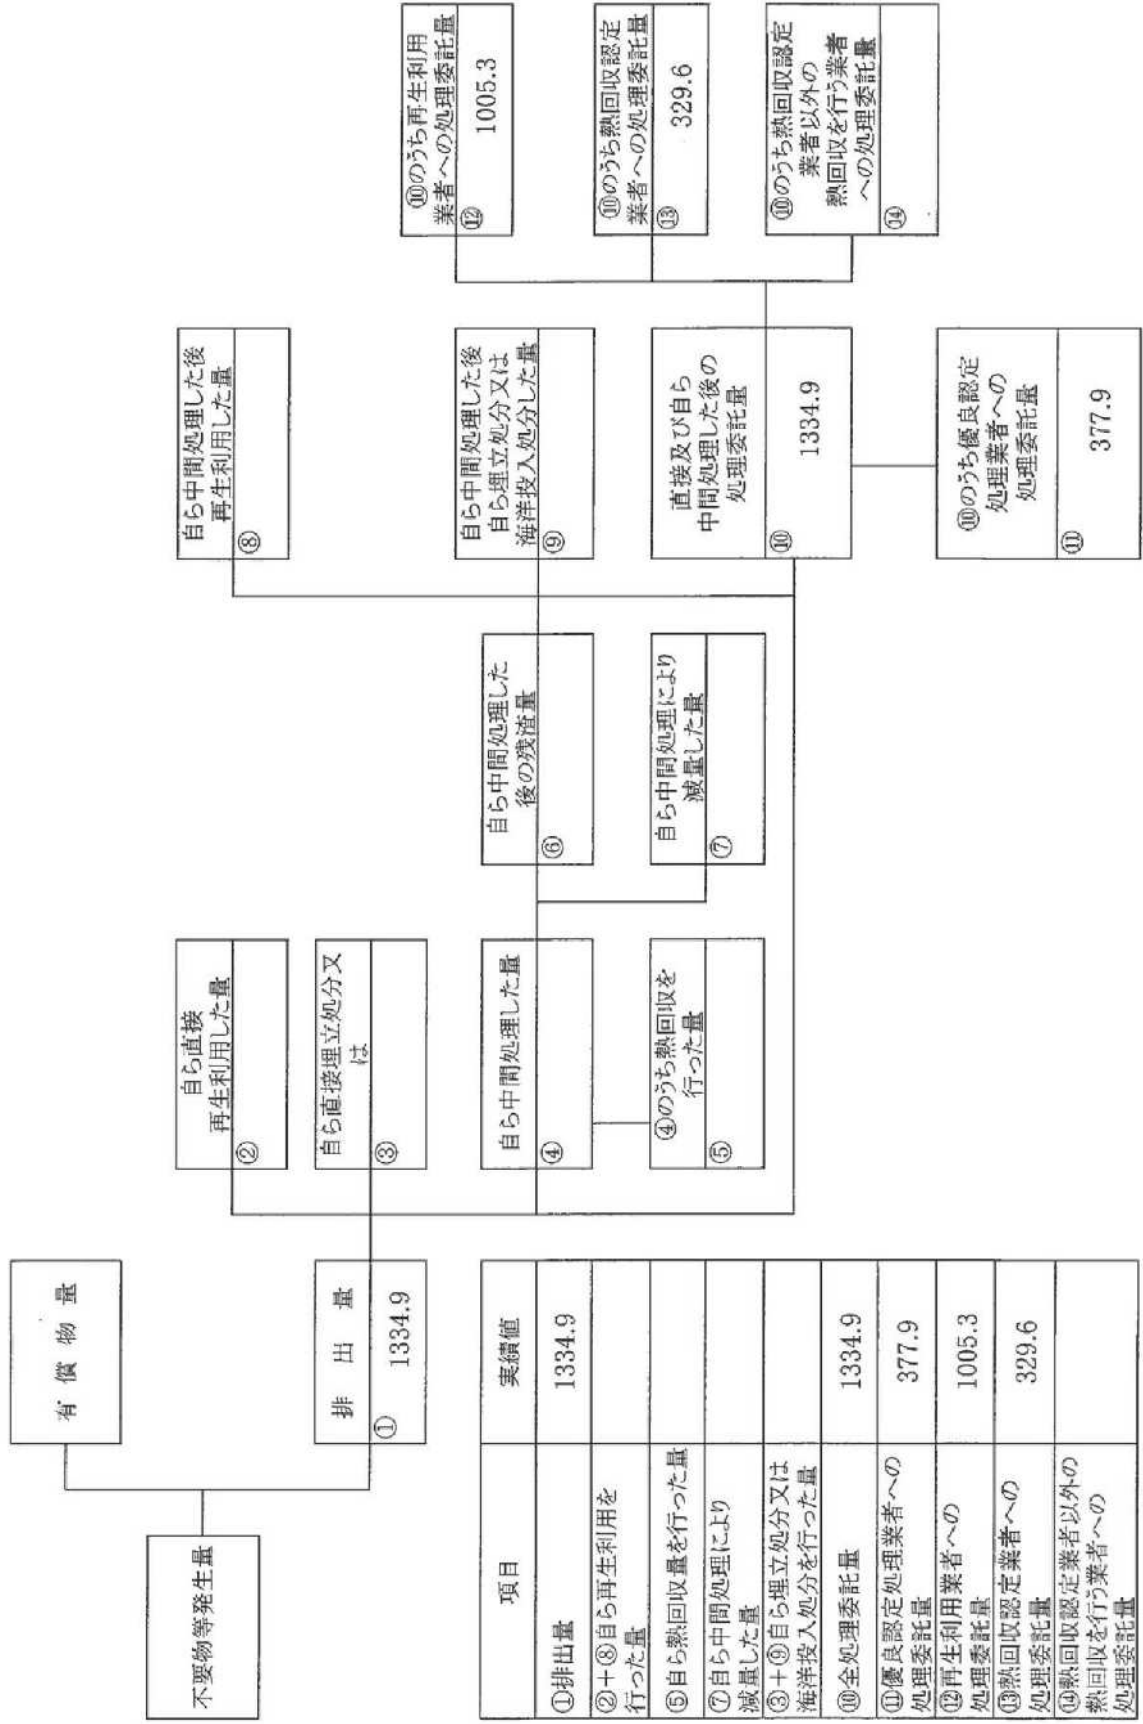 不要物等発生量
有償物量
排出量
①
1334.9
自ら直接
再生利用した量
②
自ら直接埋立処分又
は
③
自ら中間処理した量
④
④のうち熱回収を
行った量
⑤
自ら中間処理した
後の残渣量
⑥
自ら中間処理により
減量した量
⑦
自ら中間処理した後
再生利用した量
⑧
自ら中間処理した後
自ら埋立処分又は
海洋投入処分した量
⑨
直接及び自ら
中間処理した後の
処理委託量
⑩
1334.9
⑩のうち優良認定
処理業者への
処理委託量
⑪
377.9
⑩のうち再生利用
業者への処理委託量
⑫
1005.3
⑩のうち熱回収認定
業者への処理委託量
⑬
329.6
⑩のうち熱回収認定
業者以外の
熱回収を行う業者
への処理委託量
⑭
項目 実績値
①排出量 1334.9
②+⑧自ら再生利用を
行った量
⑤自ら熱回収量を行った量
⑦自ら中間処理により
減量した量
③+⑨自ら埋立処分又は
海洋投入処分を行った量
⑩全処理委託量 1334.9
⑪優良認定処理業者への
処理委託量 377.9
⑫再生利用業者への
処理委託量 1005.3
⑬熱回収認定業者への
処理委託量 329.6
⑭熱回収認定業者以外の
熱回収を行う業者への
処理委託量